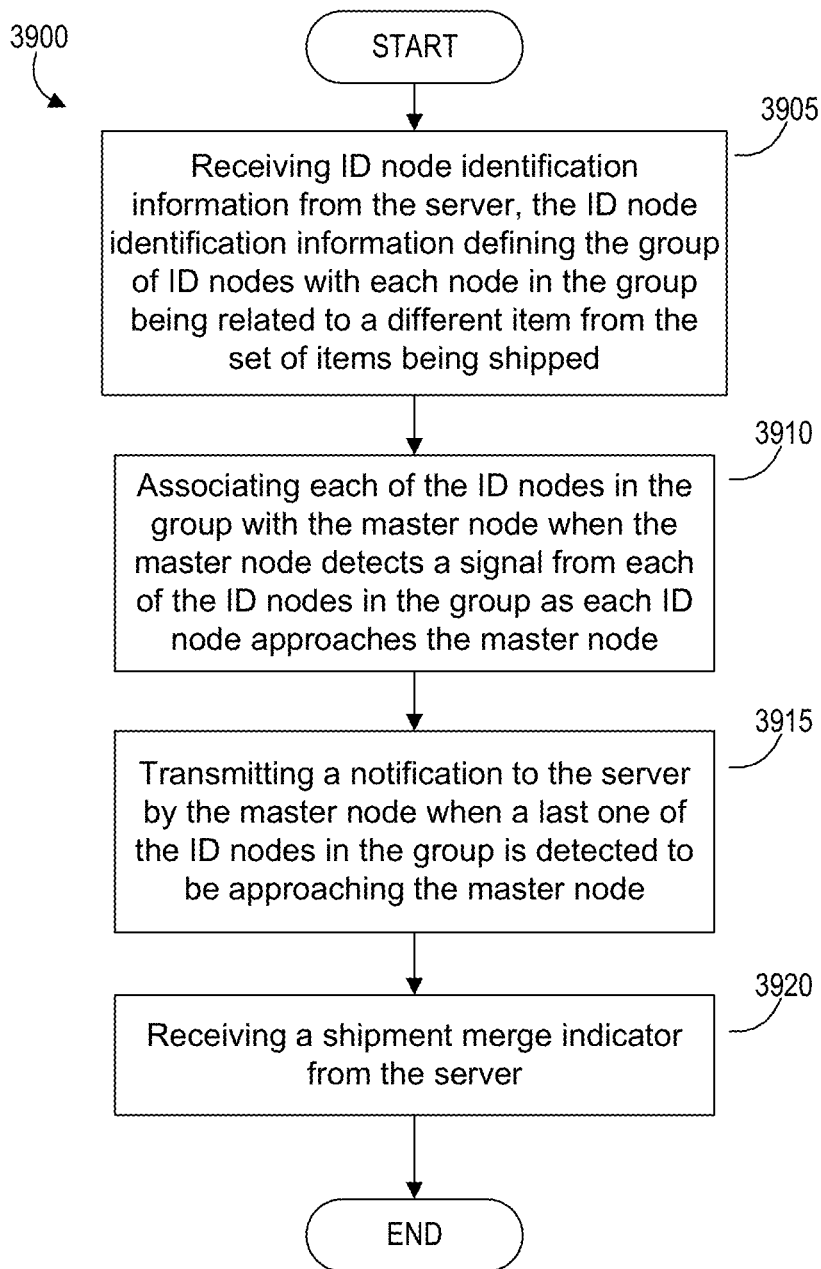 3900
START
3905
Receiving ID node identification
information from the server, the ID node
identification information defining the group
of ID nodes with each node in the group
being related to a different item from the
set of items being shipped
3910
Associating each of the ID nodes in the
group with the master node when the
master node detects a signal from each
of the ID nodes in the group as each ID
node approaches the master node
3915
Transmitting a notification to the server
by the master node when a last one of
the ID nodes in the group is detected to
be approaching the master node
3920
Receiving a shipment merge indicator
from the server
END